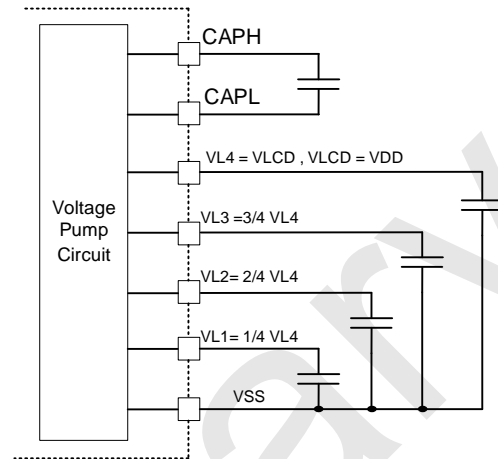 CAPH
CAPL
VL4 = VLCD , VLCD = VDD
Voltage
Pump
Circuit
VL3 =3/4 VL4
VL2= 2/4 VL4
VL1= 1/4 VL4
VSS